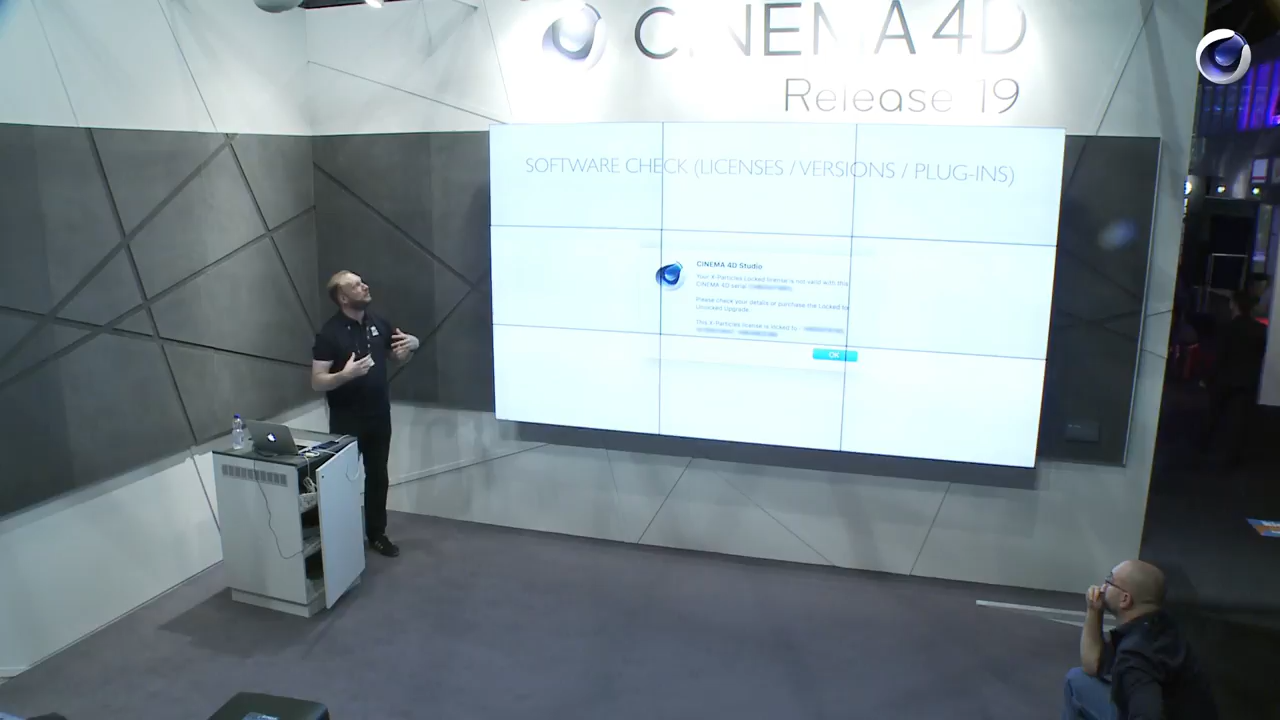 CINEMA 4D
Release 19
SOFTWARE CHECK (LICENSES / VERSIONS / PLUG-INS)
CINEMA 4D Studio
Your X-Particles Locked license is not valid with this
CINEMA 4D serial
Please check your details or purchase the Locked to
Unlocked Upgrade.
This X-Particles license is locked to :
OK